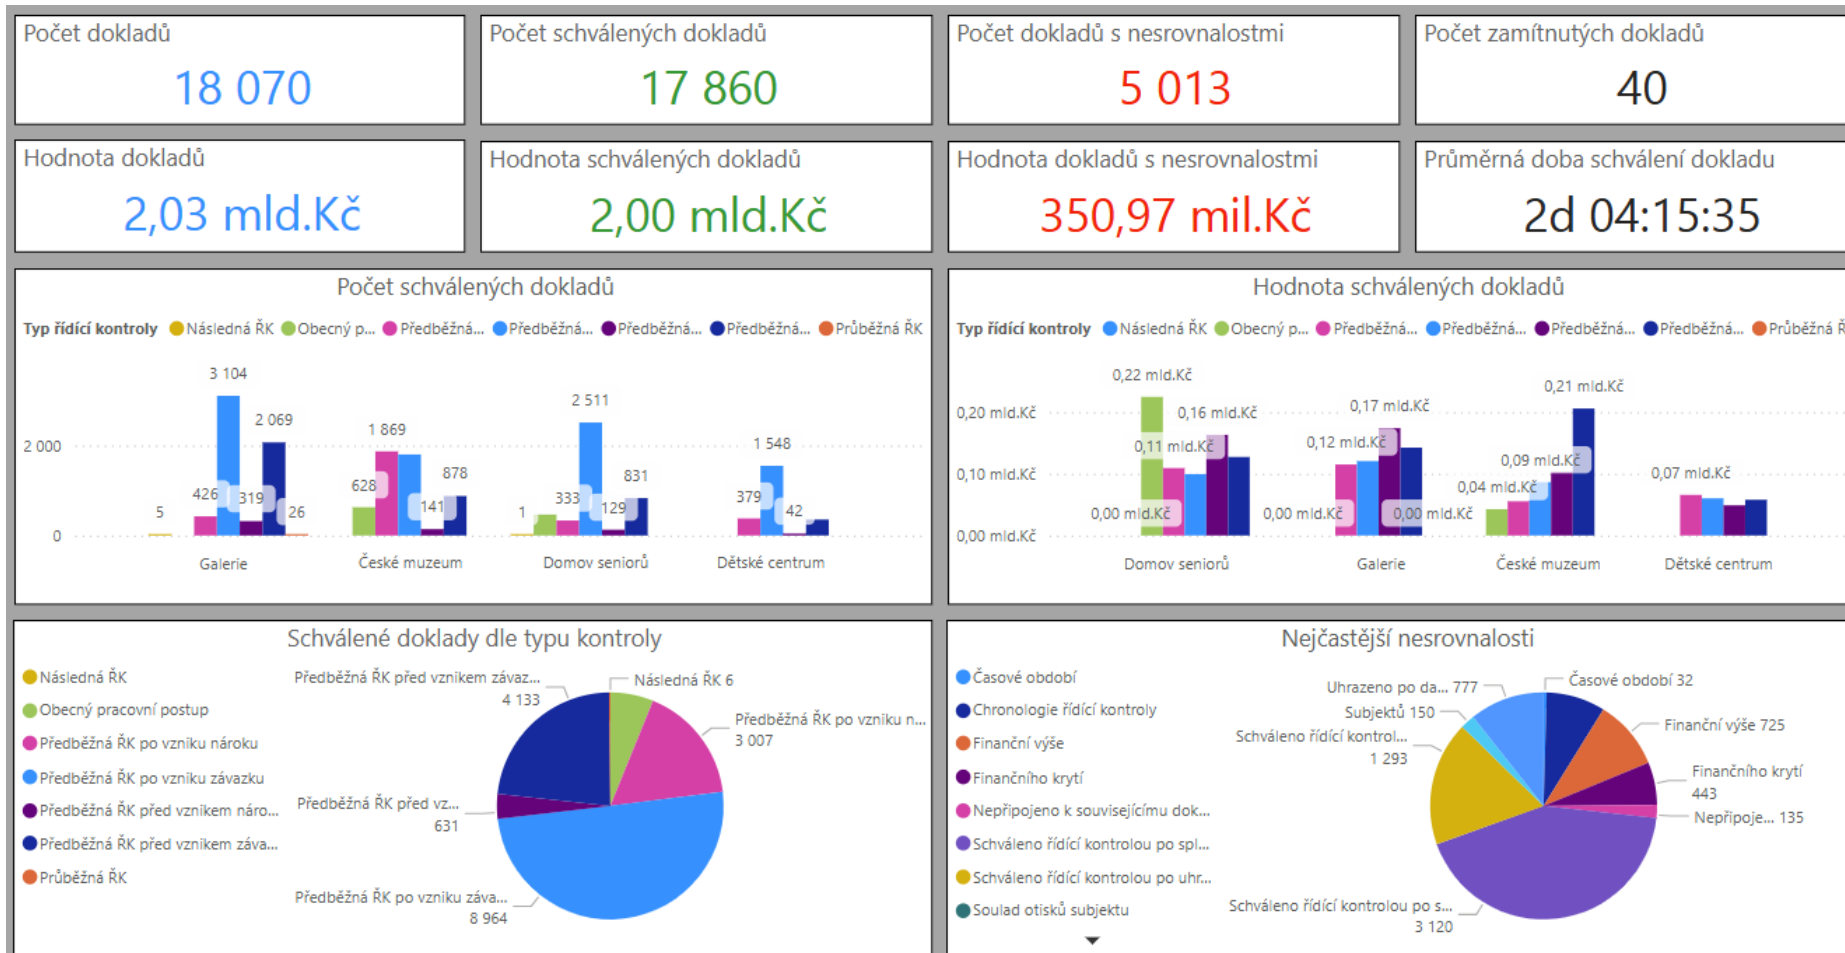 Počet dokladů
18 070
Počet schválených dokladů
17 860
Počet dokladů s nesrovnalostmi
5 013
Počet zamítnutých dokladů
40
Hodnota dokladů
2,03 mld.Kč
Hodnota schválených dokladů
2,00 mld.Kč
Hodnota dokladů s nesrovnalostmi
350,97 mil.Kč
Průměrná doba schválení dokladu
2d 04:15:35
Počet schválených dokladů
Typ řídící kontroly Následná ŘK Obecný p... Předběžná... Předběžná... Předběžná... Předběžná... Průběžná ŘK
3 104
2 069
2 000
426
319
5
26
0
1 869
628
878
141
2 511
831
333
129
1
1 548
379
42
Galerie
České muzeum
Domov seniorů
Dětské centrum
Hodnota schválených dokladů
Typ řídící kontroly Následná ŘK Obecný p... Předběžná... Předběžná... Předběžná... Předběžná... Průběžná Ř
0,20 mld.Kč
0,10 mld.Kč
0,00 mld.Kč
0,22 mld.Kč
0,16 mld.Kč
0,11 mld.Kč
0,00 mld.Kč
0,17 mld.Kč
0,12 mld.Kč
0,00 mld.Kč
0,00 mld.Kč
0,21 mld.Kč
0,09 mld.Kč
0,04 mld.Kč
0,07 mld.Kč
Domov seniorů
Galerie
České muzeum
Dětské centrum
Schválené doklady dle typu kontroly
Následná ŘK
Obecný pracovní postup
Předběžná ŘK po vzniku nároku
Předběžná ŘK po vzniku závazku
Předběžná ŘK před vznikem náro...
Předběžná ŘK před vznikem záva...
Průběžná ŘK
Předběžná ŘK před vznikem závaz...
4 133
Následná ŘK 6
Předběžná ŘK po vzniku n...
3 007
Předběžná ŘK před vz...
631
Předběžná ŘK po vzniku záva...
8 964
Nejčastější nesrovnalosti
Časové období
Chronologie řídící kontroly
Finanční výše
Finančního krytí
Nepřipojeno k souvisejícímu dok...
Schváleno řídící kontrolou po spl...
Schváleno řídící kontrolou po uhr...
Soulad otisků subjektu
Uhrazeno po da... 777
Časové období 32
Subjektů 150
Finanční výše 725
Schváleno řídící kontrol...
1 293
Finančního krytí
443
Nepřipoje... 135
Schváleno řídící kontrolou po s...
3 120